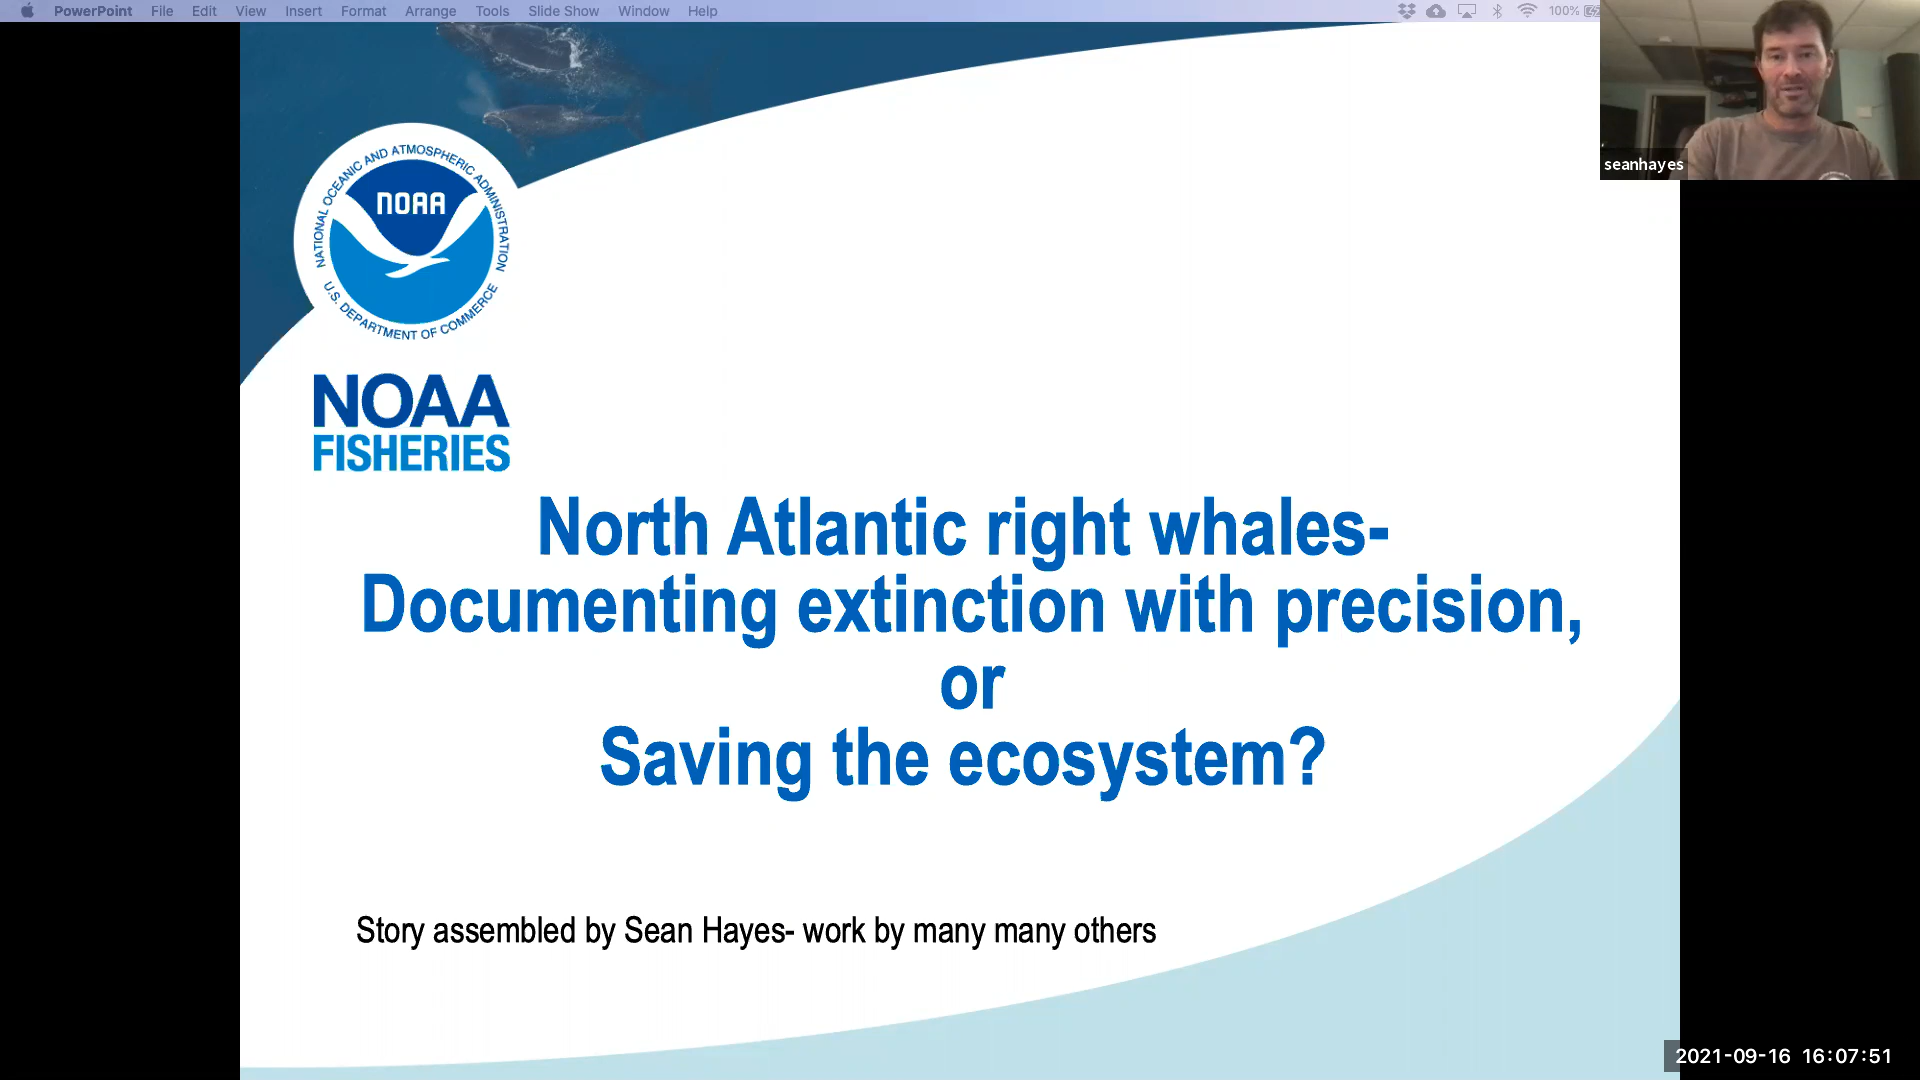 PowerPoint File Edit View Insert Format Arrange Tools Slide Show Window Help 100%
seanhayes
NATIONAL OCEANIC AND ATMOSPHERIC ADMINISTRATION
NOAA
U.S. DEPARTMENT OF COMMERCE
NOAA
FISHERIES
North Atlantic right whales-
Documenting extinction with precision,
or
Saving the ecosystem?
Story assembled by Sean Hayes- work by many many others
2021-09-16 16:07:51